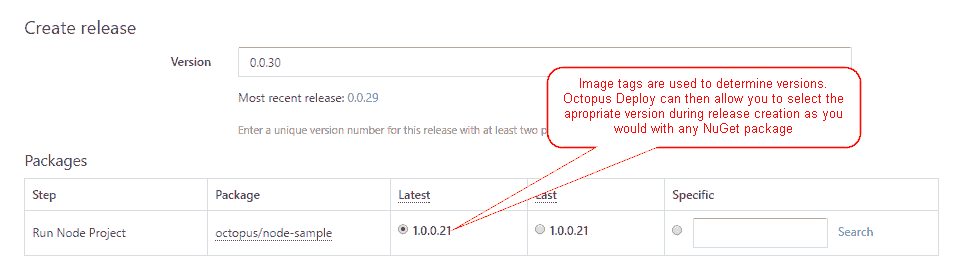 Create release
Version
0.0.30
Most recent release: 0.0.29
Image tags are used to determine versions.
Octopus Deploy can then allow you to select the
apropriate version during release creation as you
would with any NuGet package
Enter a unique version number for this release with at least two
Packages
Step Package Latest Last Specific
Run Node Project octopus/node-sample 1.0.0.21 1.0.0.21 Search